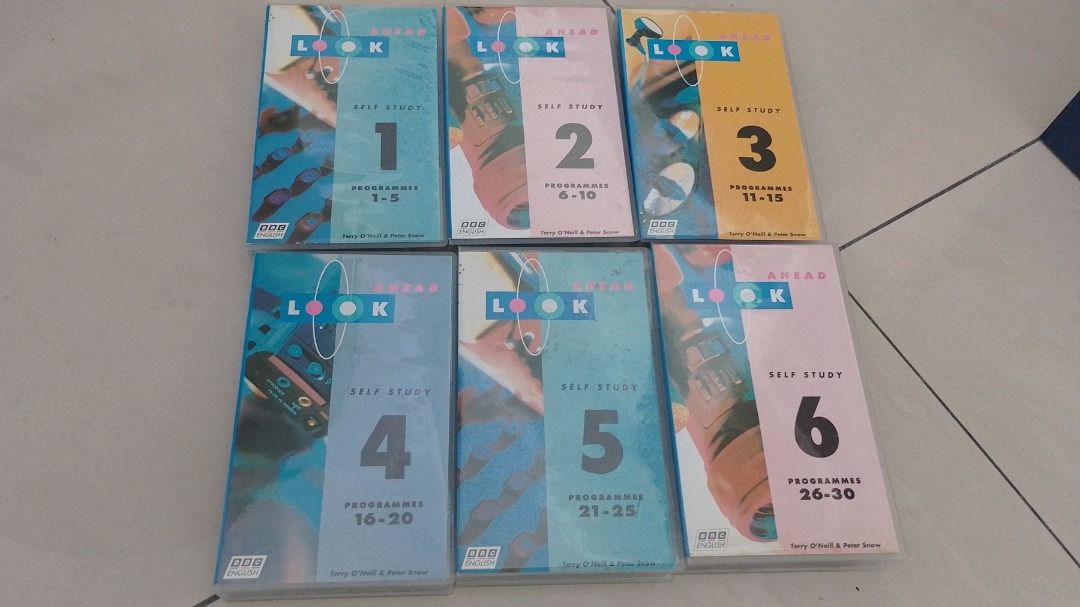 AHEAD
LOOK
SELF STUDY
1
PROGRAMMES
1-5
BBC
ENGLISH
Terry O'Neill & Peter Snow
AHEAD
LOOK
SELF STUDY
2
PROGRAMMES
6-10
BBC
ENGLISH
Terry O'Neill & Peter Snow
AHEAD
LOOK
SELF STUDY
3
PROGRAMMES
11-15
BBC
ENGLISH
Terry O'Neill & Peter Snow
AHEAD
LOOK
SELF STUDY
4
PROGRAMMES
16-20
BBC
ENGLISH
Terry O'Neill & Peter Snow
AHEAD
LOOK
SELF STUDY
5
PROGRAMMES
21-25
BBC
ENGLISH
Terry O'Neill & Peter Snow
AHEAD
LOOK
SELF STUDY
6
PROGRAMMES
26-30
BBC
ENGLISH
Terry O'Neill & Peter Snow